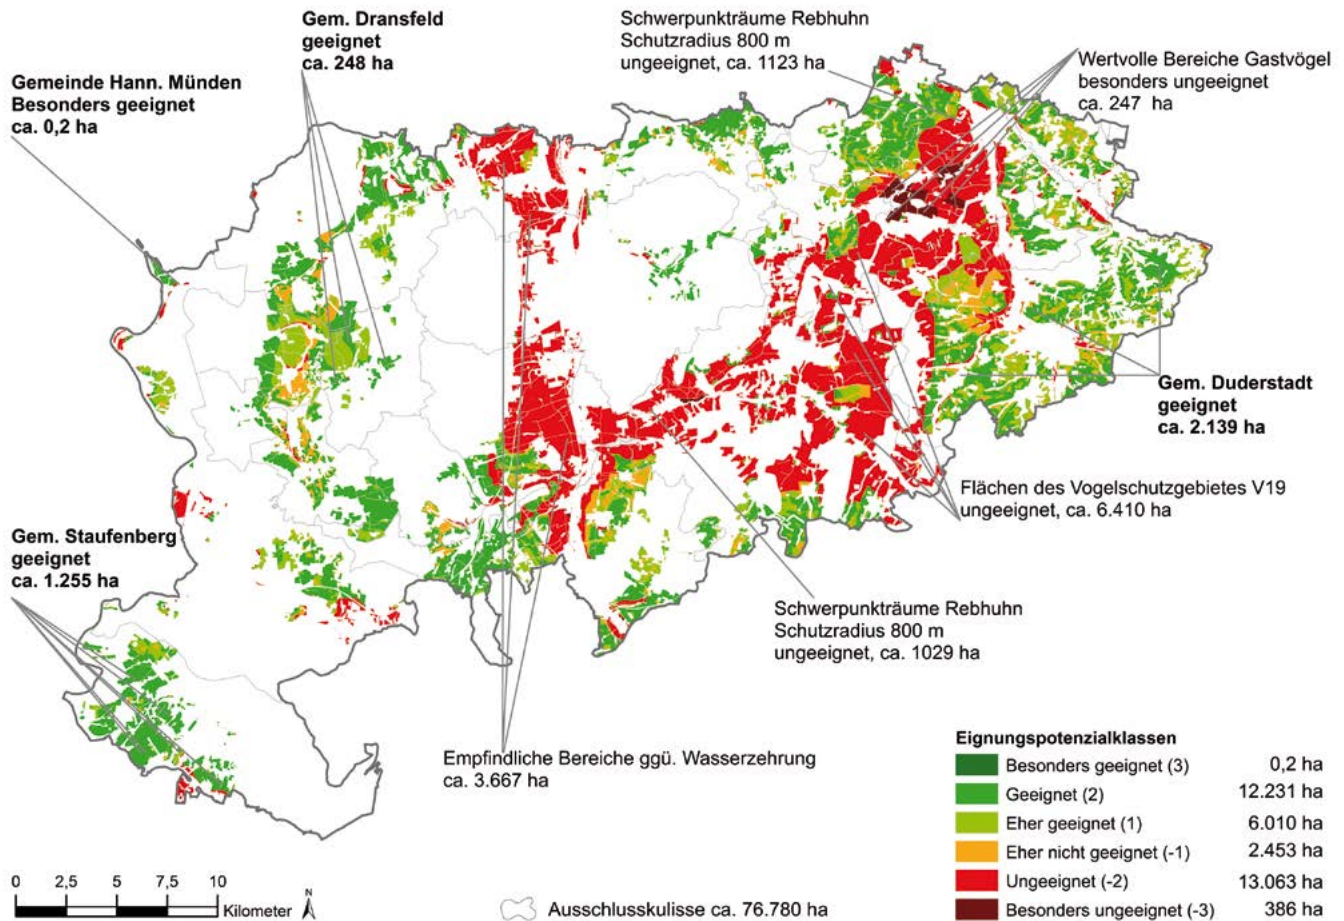 Gem. Dransfeld
geeignet
ca. 248 ha
Schwerpunkträume Rebhuhn
Schutzradius 800 m
ungeeignet, ca. 1123 ha
Wertvolle Bereiche Gastvögel
besonders ungeeignet
ca. 247 ha
Gemeinde Hann. Münden
Besonders geeignet
ca. 0,2 ha
Gem. Duderstadt
geeignet
ca. 2.139 ha
Flächen des Vogelschutzgebietes V19
ungeeignet, ca. 6.410 ha
Gem. Staufenberg
geeignet
ca. 1.255 ha
Schwerpunkträume Rebhuhn
Schutzradius 800 m
ungeeignet, ca. 1029 ha
Empfindliche Bereiche ggü. Wasserzehrung
ca. 3.667 ha
Eignungspotenzialklassen
Besonders geeignet (3) 0,2 ha
Geeignet (2) 12.231 ha
Eher geeignet (1) 6.010 ha
Eher nicht geeignet (-1) 2.453 ha
Ungeeignet (-2) 13.063 ha
Besonders ungeeignet (-3) 386 ha
0 2,5 5 7,5 10
Kilometer
N
Ausschlusskulisse ca. 76.780 ha